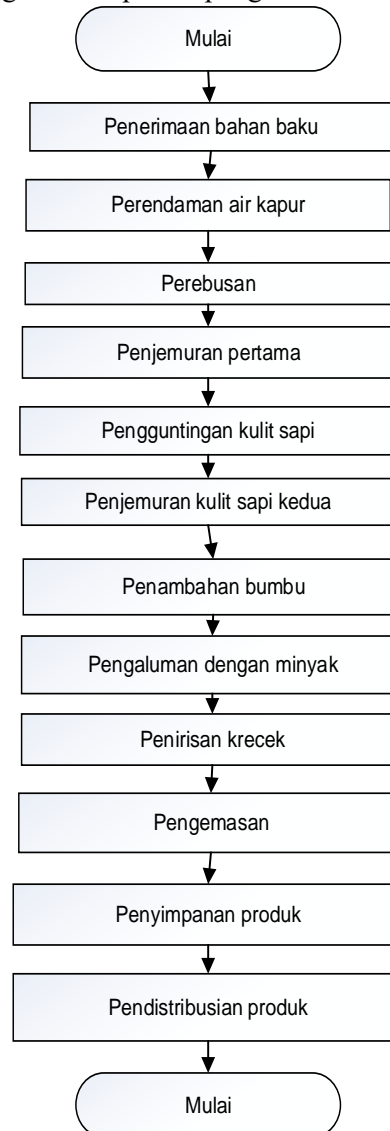 Mulai
Penerimaan bahan baku
Perendaman air kapur
Perebusan
Penjemuran pertama
Pengguntingan kulit sapi
Penjemuran kulit sapi kedua
Penambahan bumbu
Pengaluman dengan minyak
Penirisan krecek
Pengemasan
Penyimpanan produk
Pendistribusian produk
Mulai